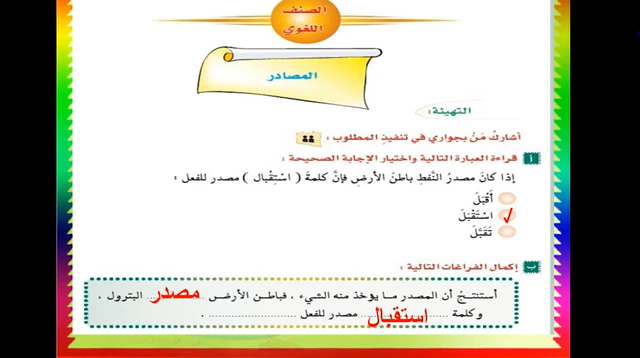 الصنف
اللغوي
المصادر
التهيئة:
أشاركُ مَنْ بجواري في تنفيذِ المطلوب :
أ قراءة العبارة التالية واختيار الإجابة الصحيحة :
إذا كانَ مصدرُ النَّفطِ باطنَ الأرضِ فإنَّ كلمةَ ( اسْتِقْبال ) مصدر للفعل :
أَقْبَلَ
اسْتَقْبَلَ ✓
تَقَبَّلَ
ب إكمال الفراغات التالية :
أستنتجُ أن المصدر ما يؤخذ منه الشيء ، فباطن الأرض ..مصدر... البترول ،
وكلمة ....استقبال.... مصدر للفعل .........................